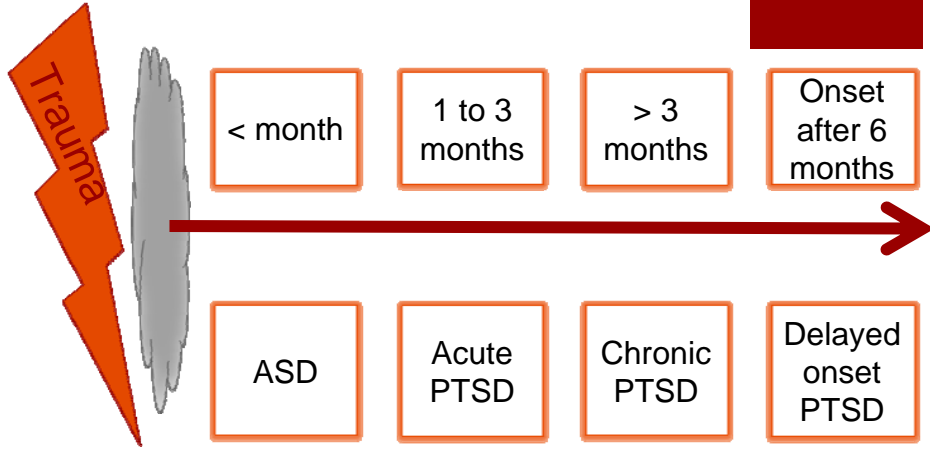 Trauma
< month
1 to 3
months
> 3
months
Onset
after 6
months
ASD
Acute
PTSD
Chronic
PTSD
Delayed
onset
PTSD